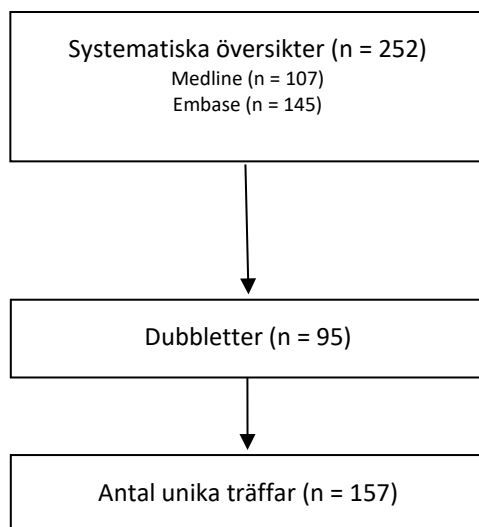 Systematiska översikter (n = 252)
Medline (n = 107)
Embase (n = 145)
Dubbletter (n = 95)
Antal unika träffar (n = 157)